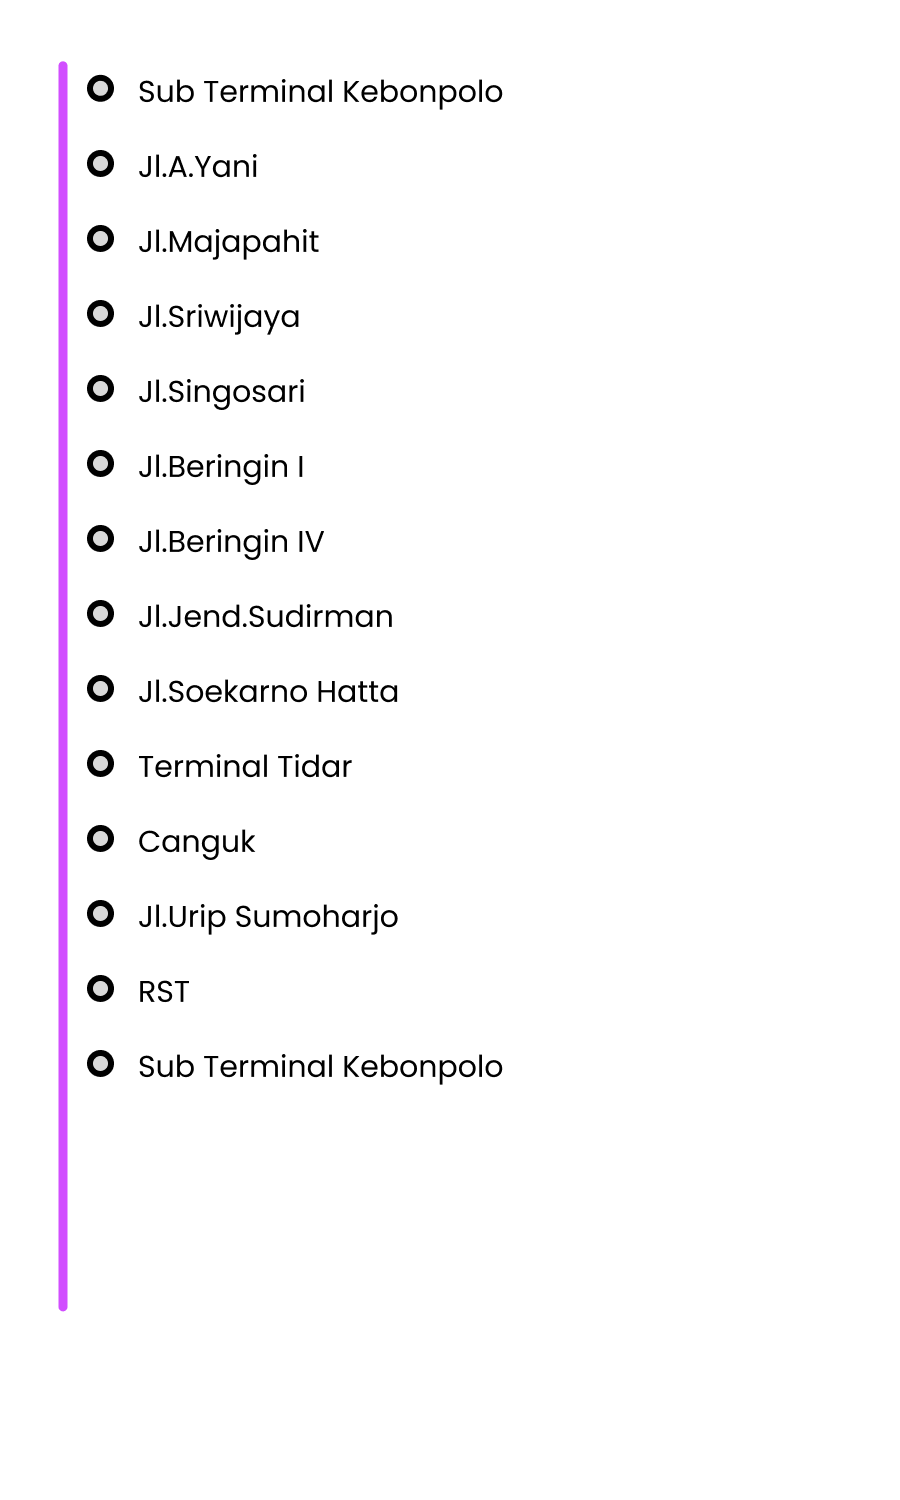 Sub Terminal Kebonpolo
Jl.A.Yani
Jl.Majapahit
Jl.Sriwijaya
Jl.Singosari
Jl.Beringin I
Jl.Beringin IV
Jl.Jend.Sudirman
Jl.Soekarno Hatta
Terminal Tidar
Canguk
Jl.Urip Sumoharjo
RST
Sub Terminal Kebonpolo